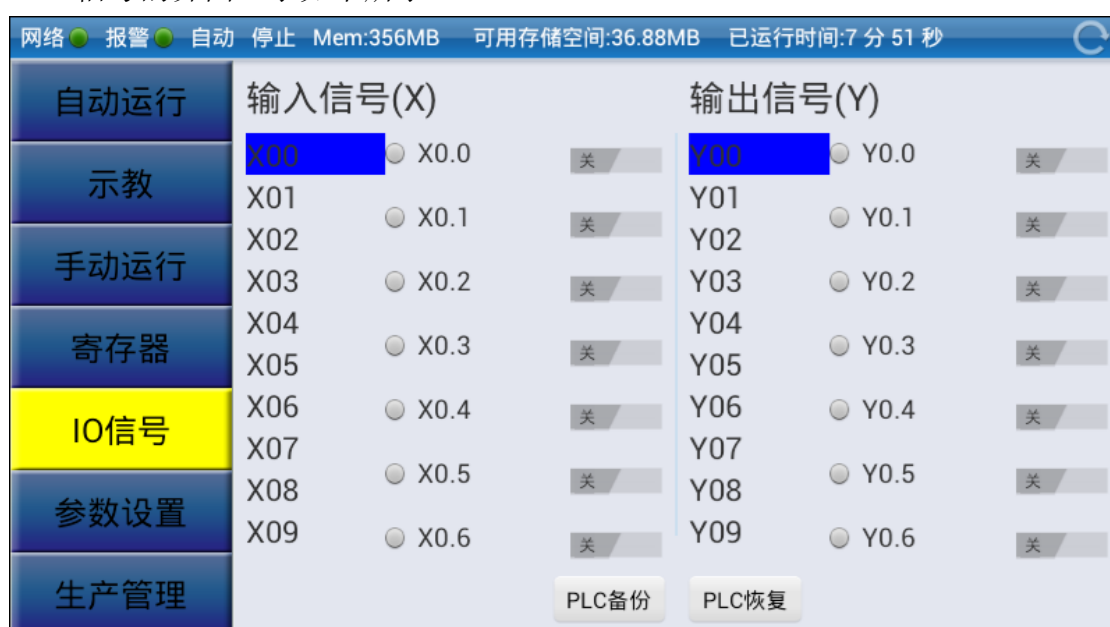 网络 报警 自动 停止 Mem:356MB 可用存储空间:36.88MB 已运行时间:7 分 51 秒
自动运行
示教
手动运行
寄存器
IO信号
参数设置
生产管理
输入信号(X)
X00
X01
X02
X03
X04
X05
X06
X07
X08
X09
X0.0 关
X0.1 关
X0.2 关
X0.3 关
X0.4 关
X0.5 关
X0.6 关
输出信号(Y)
Y00
Y01
Y02
Y03
Y04
Y05
Y06
Y07
Y08
Y09
Y0.0 关
Y0.1 关
Y0.2 关
Y0.3 关
Y0.4 关
Y0.5 关
Y0.6 关
PLC备份 PLC恢复